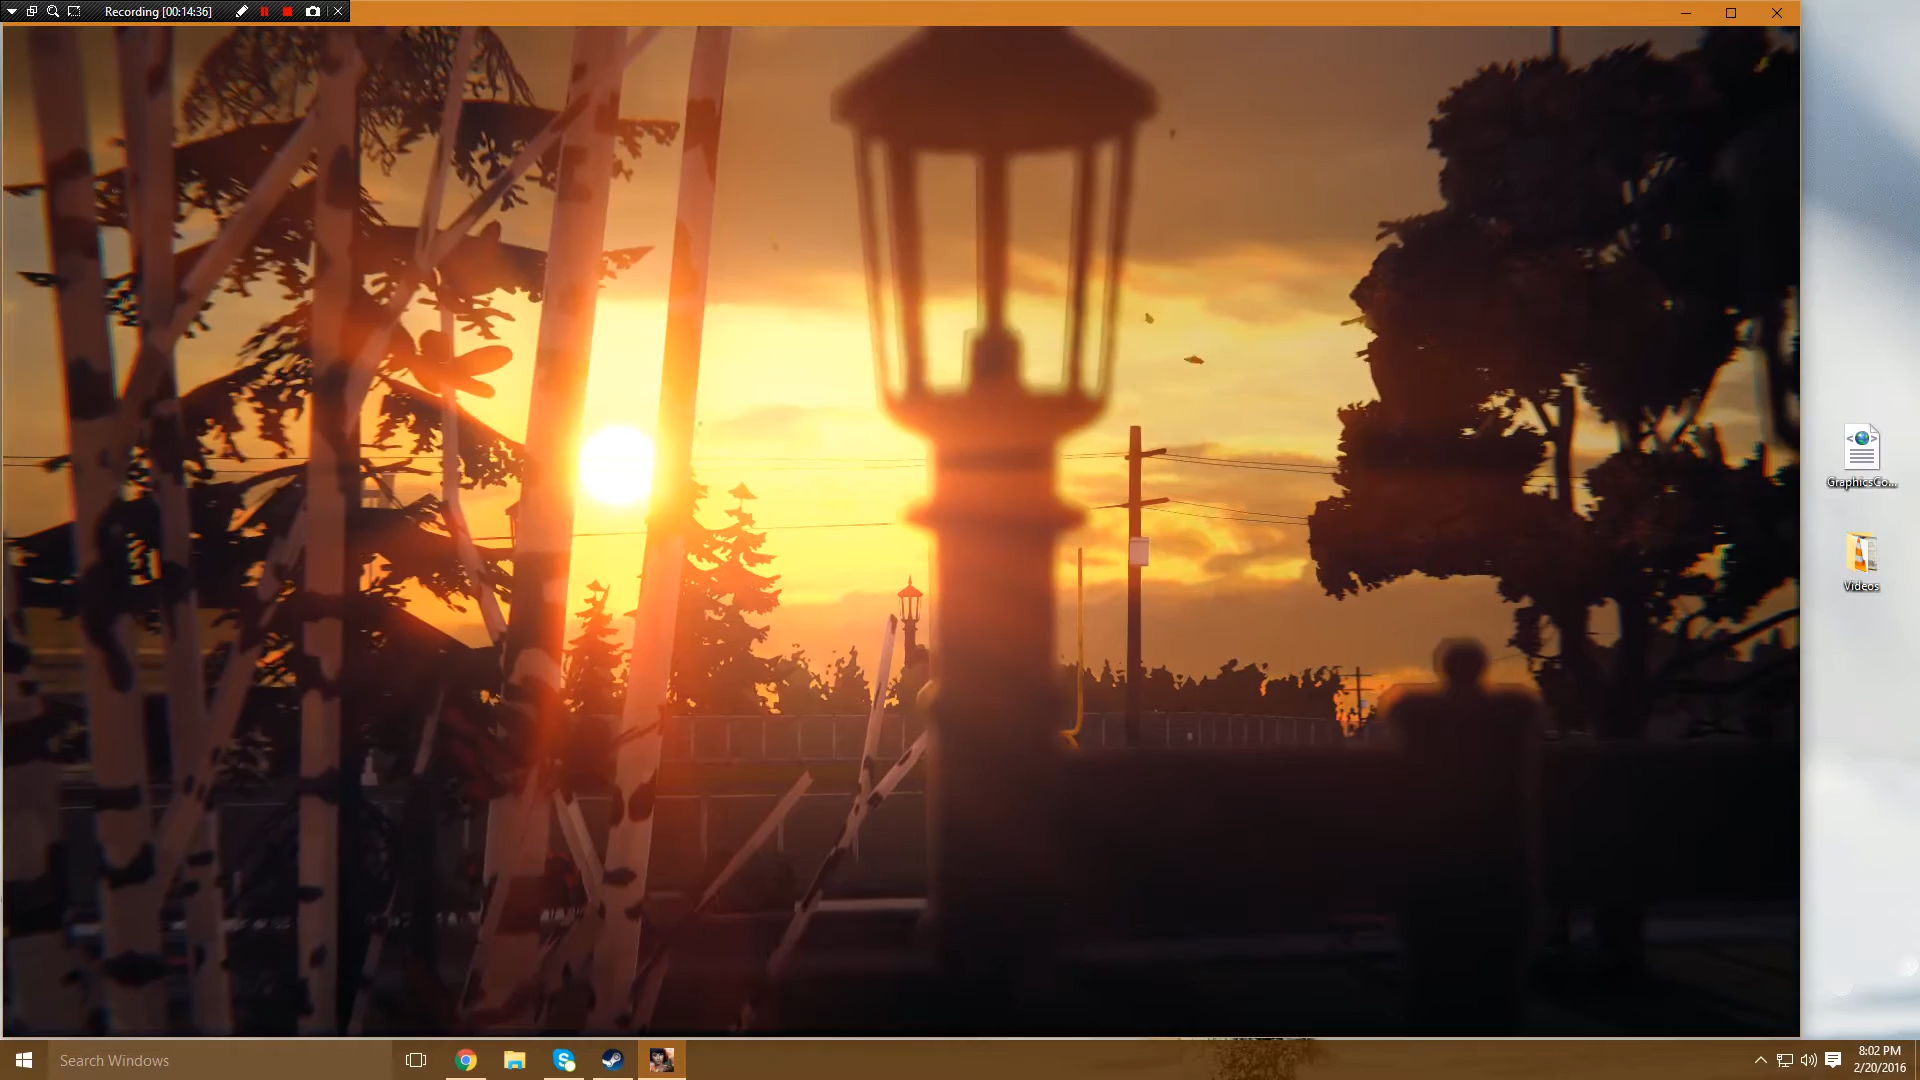 Recording [00:14:36]
GraphicsCo...
Videos
Search Windows
8:02 PM
2/20/2016